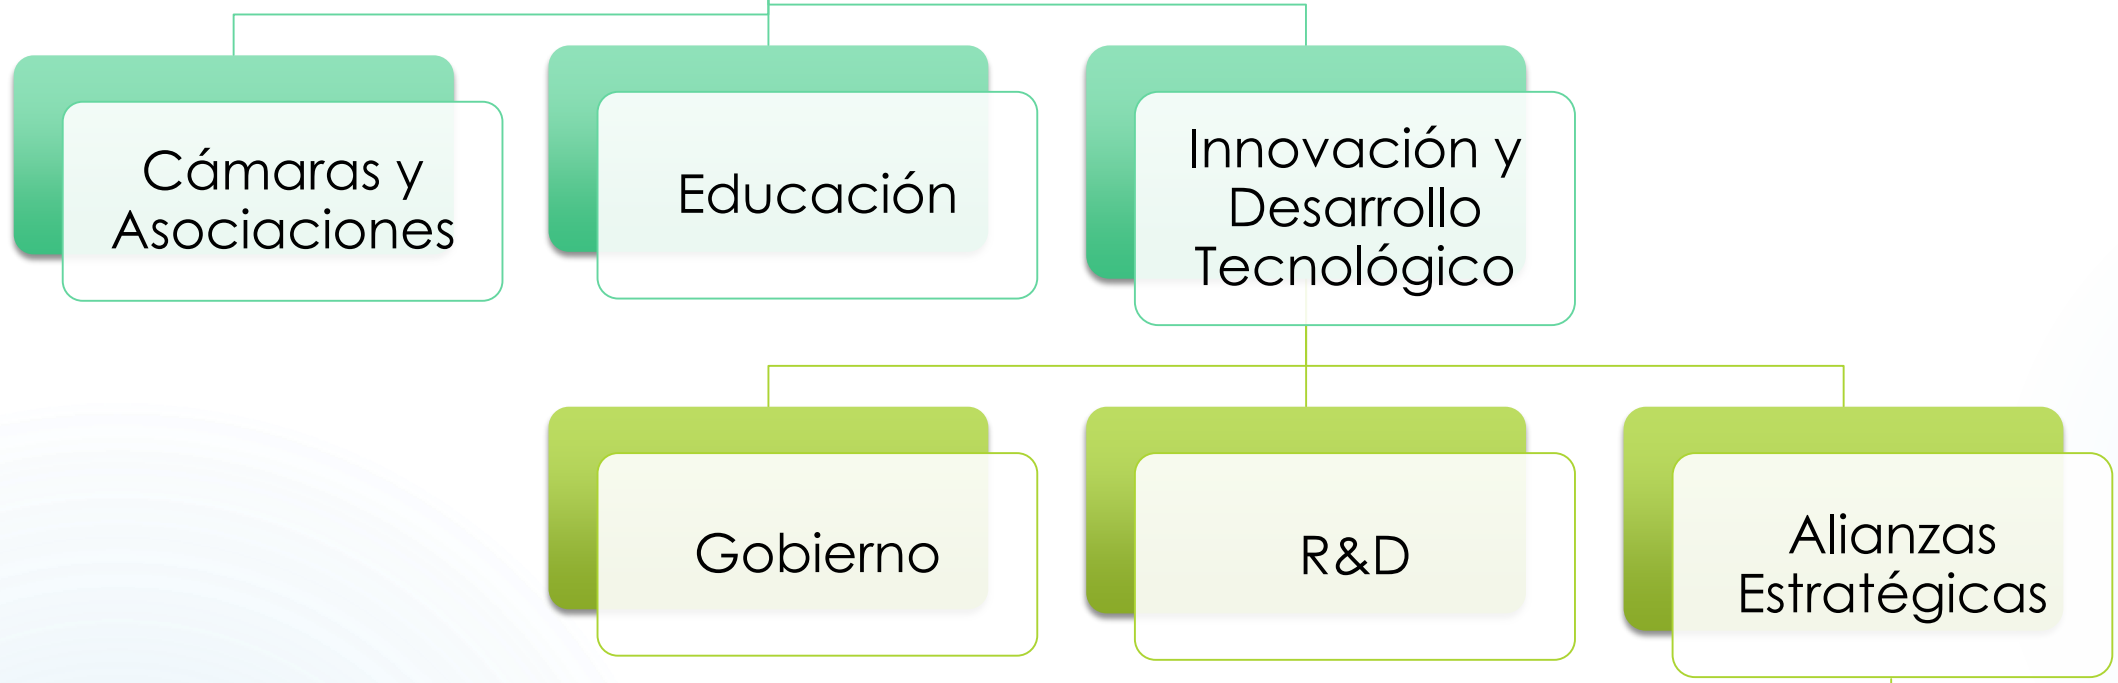 Cámaras y
Asociaciones
Educación
Innovación y
Desarrollo
Tecnológico
Gobierno
R&D
Alianzas
Estratégicas